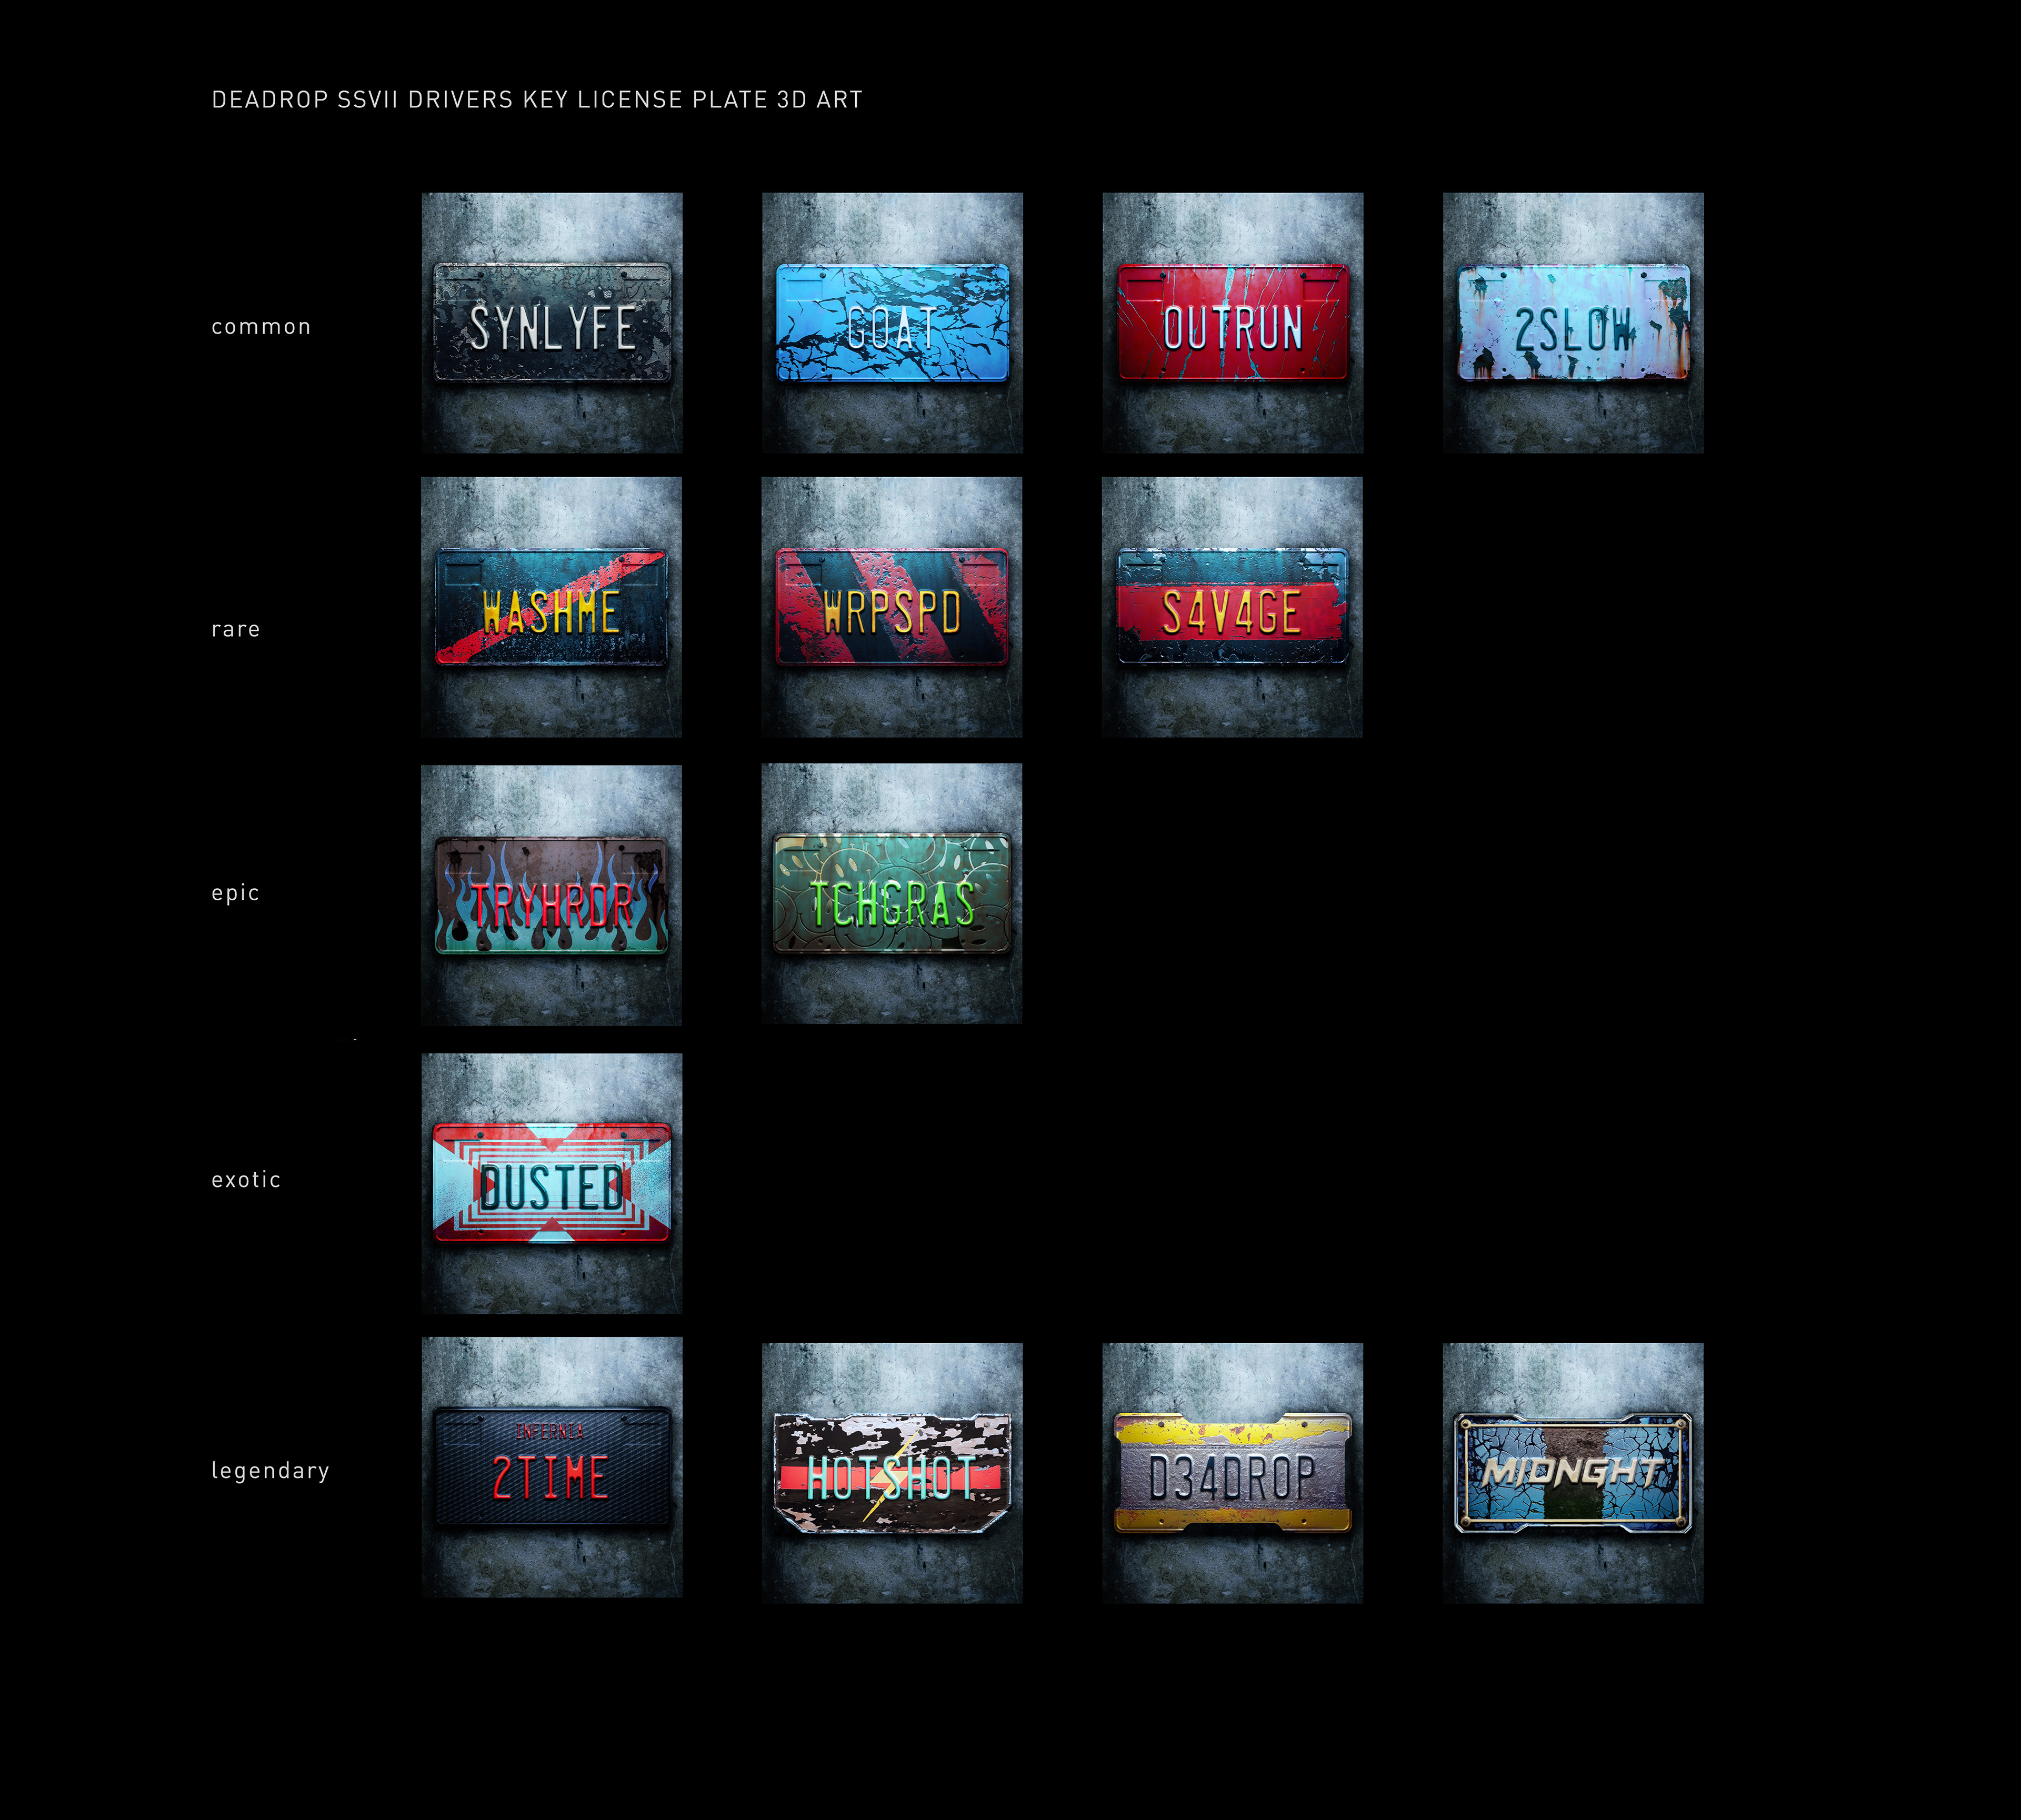 DEADROP SSVII DRIVERS KEY LICENSE PLATE 3D ART
common
SYNLYFE
GOAT
OUTRUN
2SLOW
rare
WASHME
WRPSPD
S4V4GE
epic
TRYHRDR
TCHGRAS
exotic
DUSTED
legendary
INFERNIA
2TIME
HOTSHOT
D34DROP
MIDNGHT